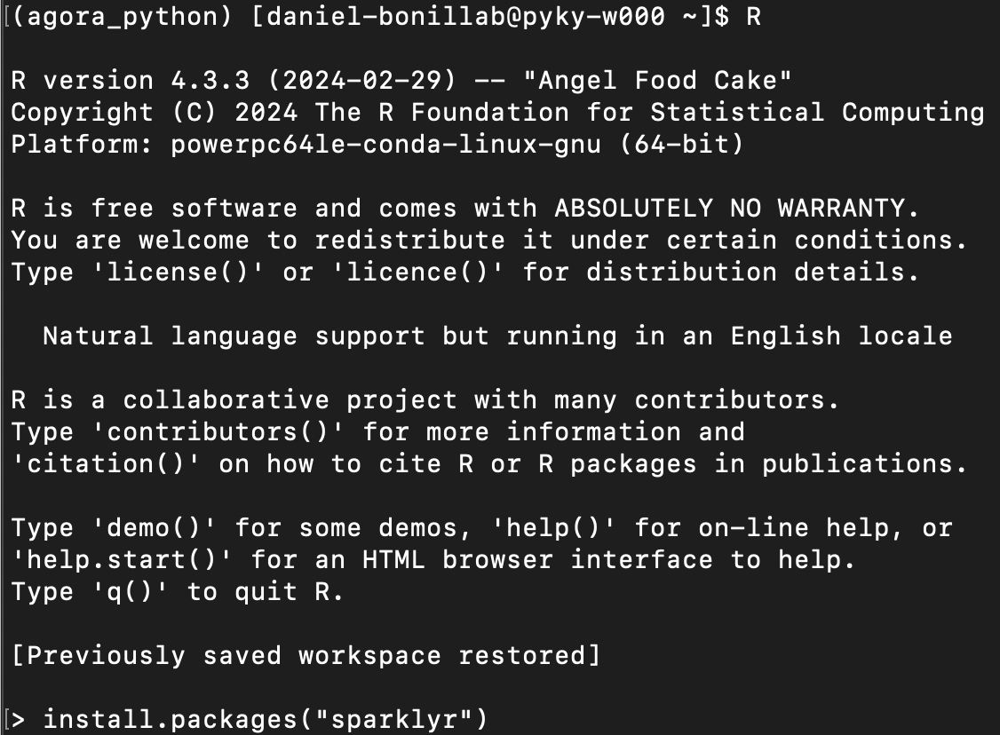 [(agora_python) [daniel-bonillab@pyky-w000 ~]$ R
R version 4.3.3 (2024-02-29) -- "Angel Food Cake"
Copyright (C) 2024 The R Foundation for Statistical Computing
Platform: powerpc64le-conda-linux-gnu (64-bit)
R is free software and comes with ABSOLUTELY NO WARRANTY.
You are welcome to redistribute it under certain conditions.
Type 'license()' or 'licence()' for distribution details.
Natural language support but running in an English locale
R is a collaborative project with many contributors.
Type 'contributors()' for more information and
'citation()' on how to cite R or R packages in publications.
Type 'demo()' for some demos, 'help()' for on-line help, or
'help.start()' for an HTML browser interface to help.
Type 'q()' to quit R.
[Previously saved workspace restored]
[> install.packages("sparklyr")